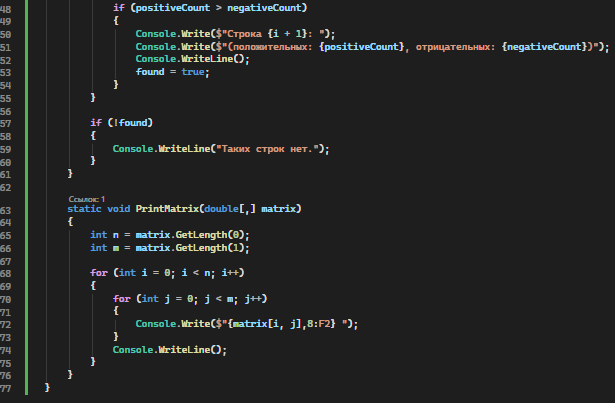 48 if (positiveCount > negativeCount)
49 {
50 Console.Write($"Строка {i + 1}: ");
51 Console.Write($"(положительных: {positiveCount}, отрицательных: {negativeCount})");
52 Console.WriteLine();
53 found = true;
54 }
55 }
56
57 if (!found)
58 {
59 Console.WriteLine("Таких строк нет.");
60 }
61 }
62
Ссылок: 1
63 static void PrintMatrix(double[,] matrix)
64 {
65 int n = matrix.GetLength(0);
66 int m = matrix.GetLength(1);
67
68 for (int i = 0; i < n; i++)
69 {
70 for (int j = 0; j < m; j++)
71 {
72 Console.Write($"{matrix[i, j],8:F2} ");
73 }
74 Console.WriteLine();
75 }
76 }
77 }